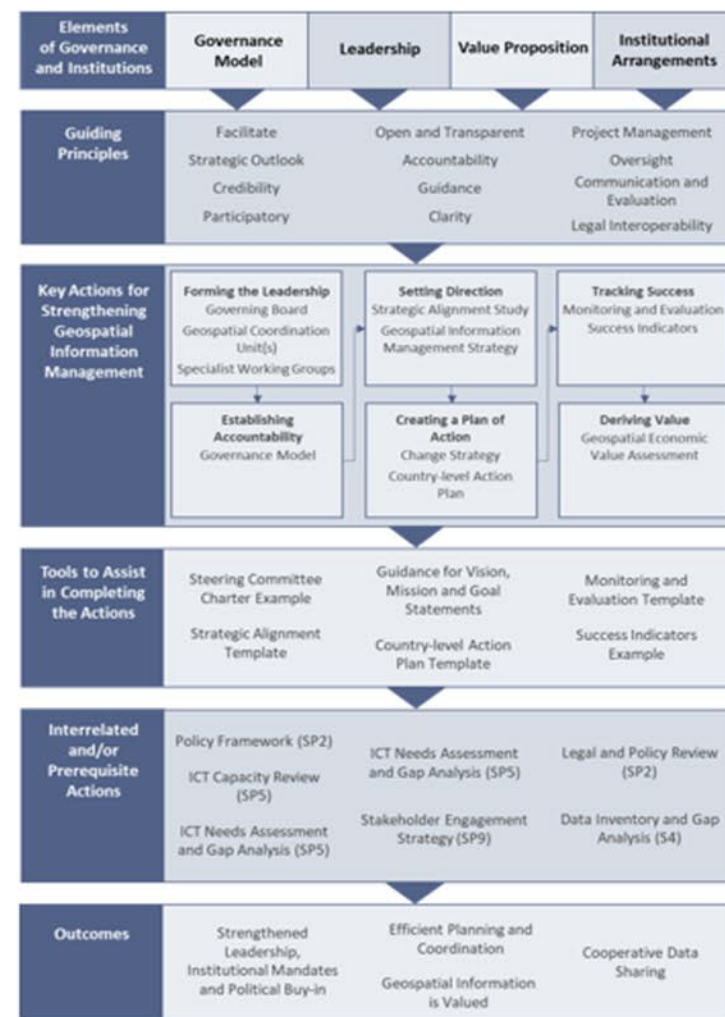 Elements
of Governance
and Institutions
Governance
Model
Leadership
Value Proposition
Institutional
Arrangements
Guiding
Principles
Facilitate
Strategic Outlook
Credibility
Participatory
Open and Transparent
Accountability
Guidance
Clarity
Project Management
Oversight
Communication and
Evaluation
Legal Interoperability
Key Actions for
Strengthening
Geospatial
Information
Management
Forming the Leadership
Governing Board
Geospatial Coordination
Unit(s)
Specialist Working Groups
Establishing
Accountability
Governance Model
Setting Direction
Strategic Alignment Study
Geospatial Information
Management Strategy
Creating a Plan of
Action
Change Strategy
Country-level Action
Plan
Tracking Success
Monitoring and Evaluation
Success Indicators
Deriving Value
Geospatial Economic
Value Assessment
Tools to Assist
in Completing
the Actions
Steering Committee
Charter Example
Strategic Alignment
Template
Guidance for Vision,
Mission and Goal
Statements
Country-level Action
Plan Template
Monitoring and
Evaluation Template
Success Indicators
Example
Interrelated
and/or
Prerequisite
Actions
Policy Framework (SP2)
ICT Capacity Review
(SP5)
ICT Needs Assessment
and Gap Analysis (SP5)
ICT Needs Assessment
and Gap Analysis (SP5)
Stakeholder Engagement
Strategy (SP9)
Legal and Policy Review
(SP2)
Data Inventory and Gap
Analysis (S4)
Outcomes
Strengthened
Leadership,
Institutional Mandates
and Political Buy-in
Efficient Planning and
Coordination
Geospatial Information
is Valued
Cooperative Data
Sharing